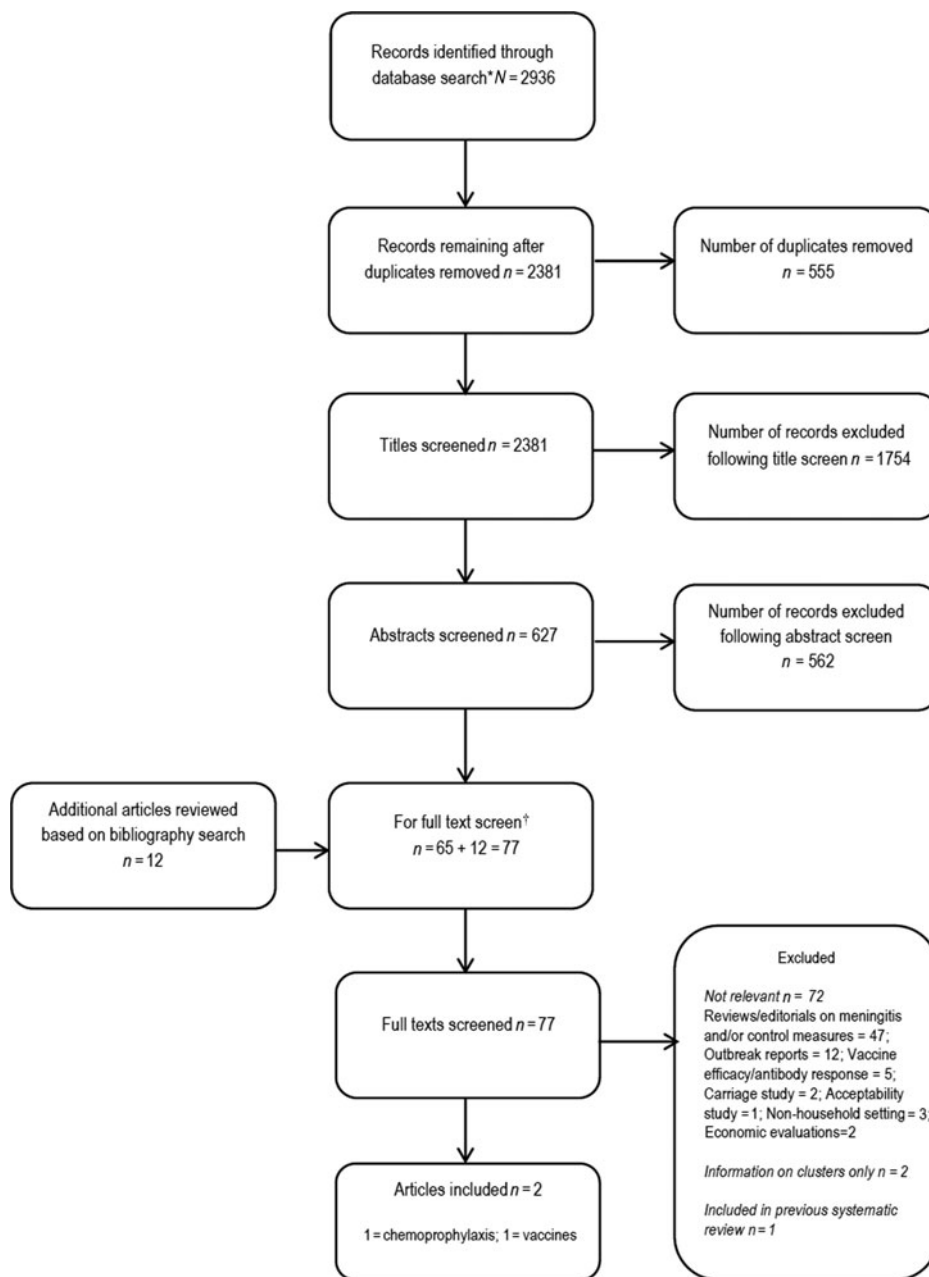 Records identified through
database search* N = 2936
Records remaining after
duplicates removed n = 2381
Number of duplicates removed
n = 555
Titles screened n = 2381
Number of records excluded
following title screen n = 1754
Abstracts screened n = 627
Number of records excluded
following abstract screen
n = 562
Additional articles reviewed
based on bibliography search
n = 12
For full text screen†
n = 65 + 12 = 77
Full texts screened n = 77
Excluded
Not relevant n = 72
Reviews/editorials on meningitis
and/or control measures = 47;
Outbreak reports = 12; Vaccine
efficacy/antibody response = 5;
Carriage study = 2; Acceptability
study =1; Non-household setting = 3;
Economic evaluations=2
Information on clusters only n = 2
Included in previous systematic
review n= 1
Articles included n = 2
1 = chemoprophylaxis; 1 = vaccines